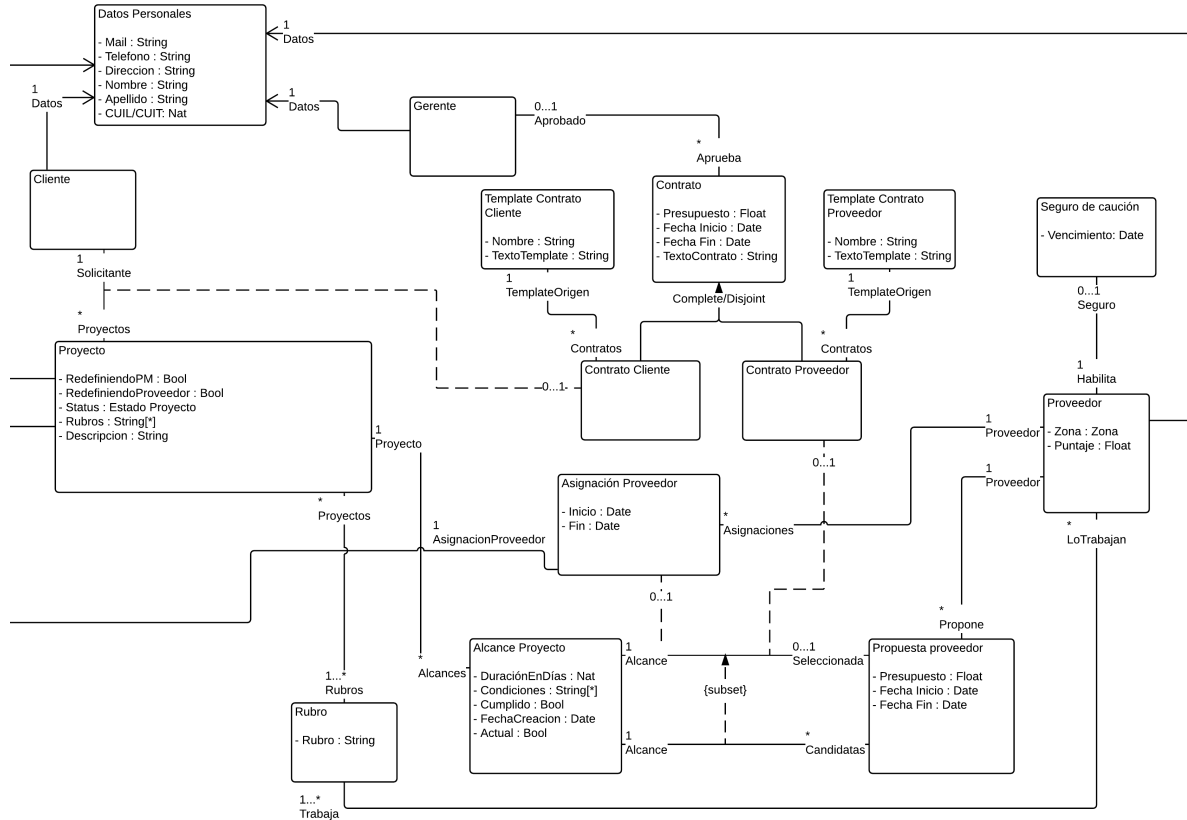 Datos Personales
- Mail : String
- Telefono : String
- Direccion : String
- Nombre : String
- Apellido : String
- CUIL/CUIT: Nat
1
Datos
1
Datos
1
Datos
Gerente
0...1
Aprobado
*
Aprueba
Cliente
1
Solicitante
*
Proyectos
Template Contrato
Cliente
- Nombre : String
- TextoTemplate : String
1
TemplateOrigen
*
Contratos
Contrato
- Presupuesto : Float
- Fecha Inicio : Date
- Fecha Fin : Date
- TextoContrato : String
Complete/Disjoint
Template Contrato
Proveedor
- Nombre : String
- TextoTemplate : String
1
TemplateOrigen
*
Contratos
Seguro de caución
- Vencimiento: Date
0...1
Seguro
1
Habilita
Proyecto
- RedefiniendoPM : Bool
- RedefiniendoProveedor : Bool
- Status : Estado Proyecto
- Rubros : String[*]
- Descripcion : String
0...1
Contrato Cliente
Contrato Proveedor
0...1
Proveedor
- Zona : Zona
- Puntaje : Float
1
Proveedor
1
Proveedor
*
LoTrabajan
1
Proyecto
*
Proyectos
Asignación Proveedor
- Inicio : Date
- Fin : Date
*
Asignaciones
1
AsignacionProveedor
0...1
*
Propone
Alcance Proyecto
- DuraciónEnDías : Nat
- Condiciones : String[*]
- Cumplido : Bool
- FechaCreacion : Date
- Actual : Bool
*
Alcances
1
Alcance
0...1
Seleccionada
{subset}
1
Alcance
*
Candidatas
Propuesta proveedor
- Presupuesto : Float
- Fecha Inicio : Date
- Fecha Fin : Date
1...*
Rubros
Rubro
- Rubro : String
1...*
Trabaja